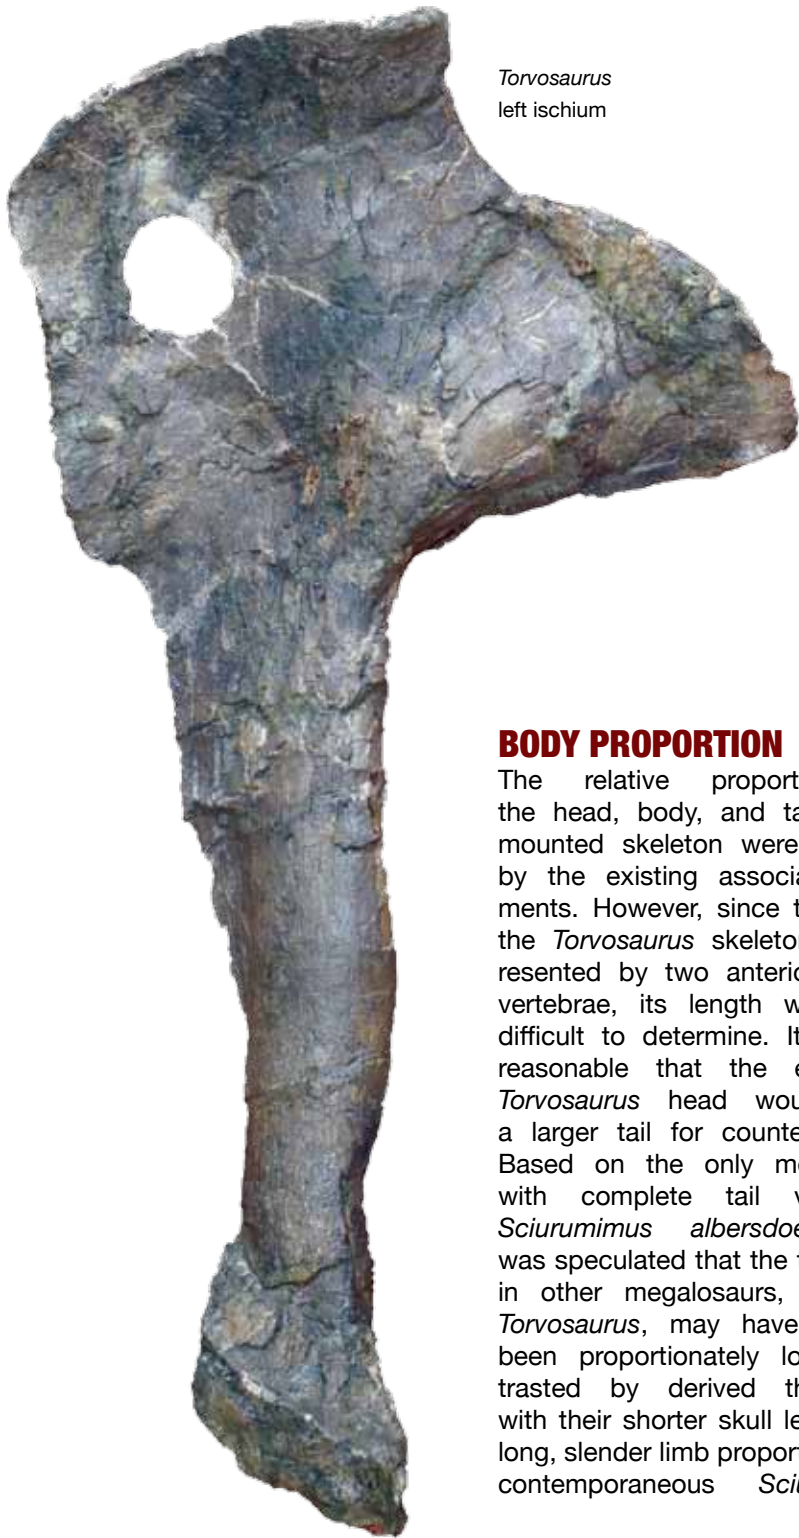 Torvosaurus
left ischium
BODY PROPORTION
The relative proport
the head, body, and ta
mounted skeleton were
by the existing associa
ments. However, since t
the Torvosaurus skeleton
resented by two anterio
vertebrae, its length w
difficult to determine. It
reasonable that the e
Torvosaurus head wou
a larger tail for counte
Based on the only me
with complete tail v
Sciurumimus albersdoe
was speculated that the t
in other megalosaurs,
Torvosaurus, may have
been proportionately lo
trasted by derived th
with their shorter skull le
long, slender limb proport
contemporaneous Sciu